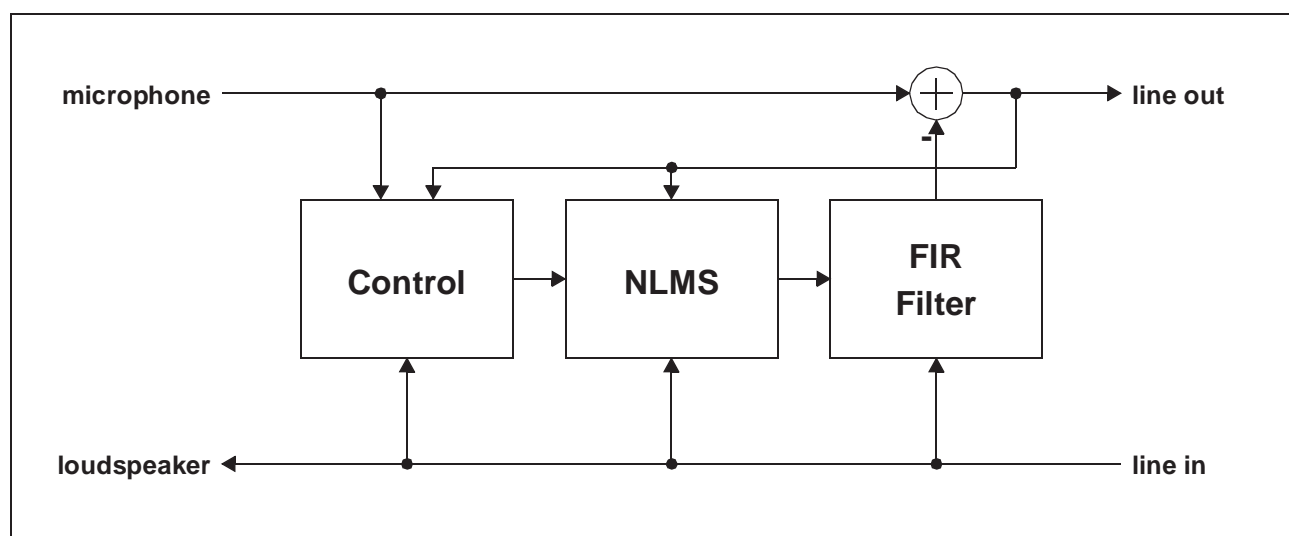 microphone
line out
-
Control
NLMS
FIR
Filter
loudspeaker
line in